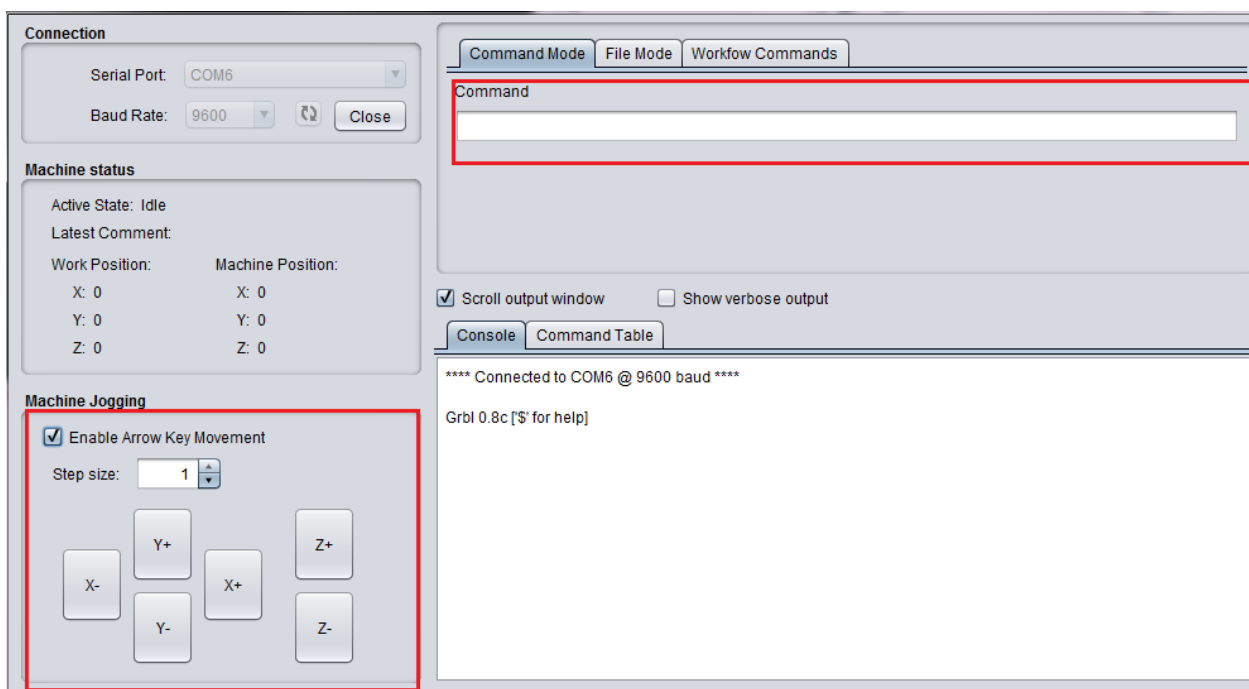 Connection
Serial Port: COM6
Baud Rate: 9600 Close
Machine status
Active State: Idle
Latest Comment:
Work Position: Machine Position:
X: 0 X: 0
Y: 0 Y: 0
Z: 0 Z: 0
Machine Jogging
Enable Arrow Key Movement
Step size: 1
Y+ Z+
X- X+
Y- Z-
Command Mode File Mode Workfow Commands
Command
Scroll output window Show verbose output
Console Command Table
**** Connected to COM6 @ 9600 baud ****
Grbl 0.8c ['$' for help]